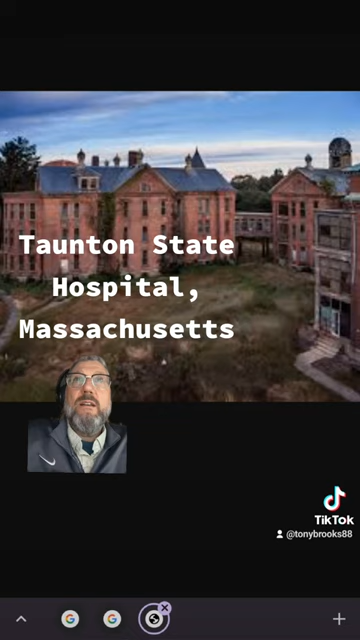 Taunton State
Hospital,
Massachusetts
TikTok
@tonybrooks88